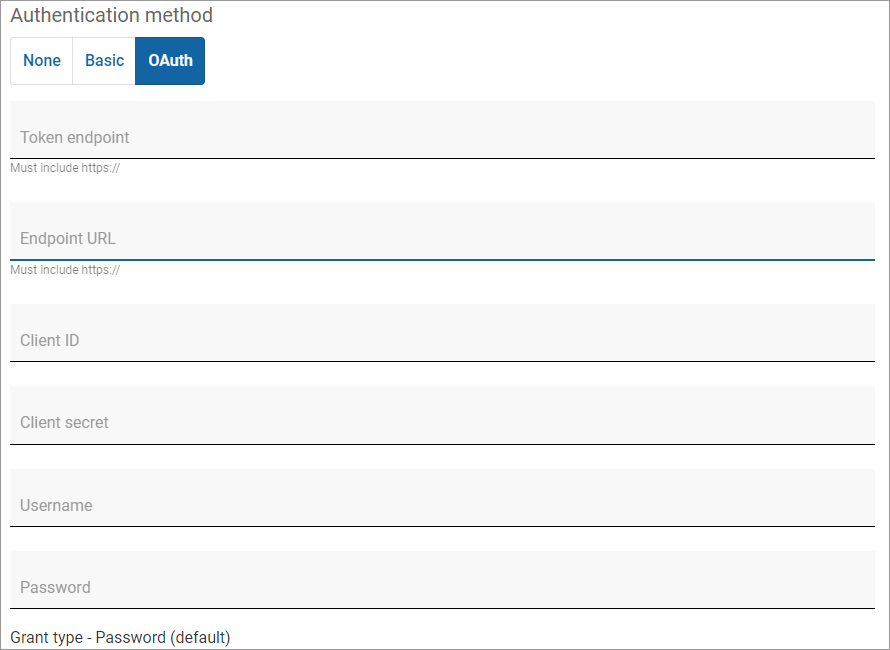 Authentication method
None Basic OAuth
Token endpoint
Must include https://
Endpoint URL
Must include https://
Client ID
Client secret
Username
Password
Grant type - Password (default)